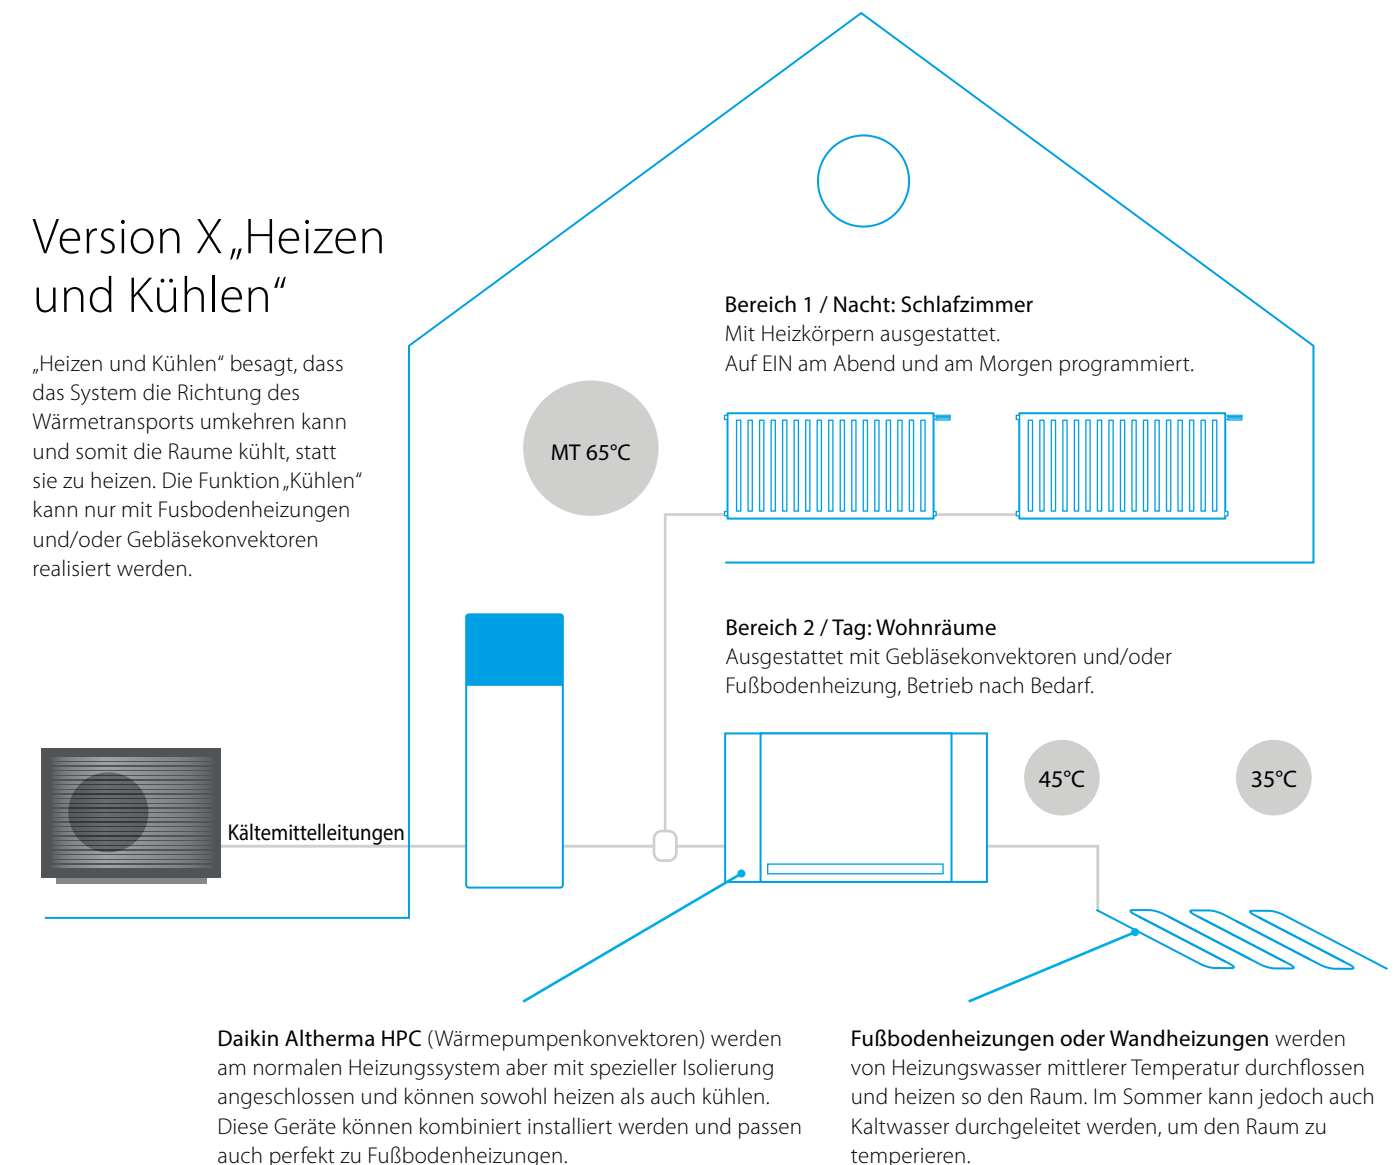 Version X „Heizen
und Kühlen“
„Heizen und Kühlen“ besagt, dass
das System die Richtung des
Wärmetransports umkehren kann
und somit die Raume kühlt, statt
sie zu heizen. Die Funktion „Kühlen“
kann nur mit Fusbodenheizungen
und/oder Gebläsekonvektoren
realisiert werden.
Bereich 1 / Nacht: Schlafzimmer
Mit Heizkörpern ausgestattet.
Auf EIN am Abend und am Morgen programmiert.
MT 65°C
Bereich 2 / Tag: Wohnräume
Ausgestattet mit Gebläsekonvektoren und/oder
Fußbodenheizung, Betrieb nach Bedarf.
45°C
35°C
Kältemittelleitungen
Daikin Altherma HPC (Wärmepumpenkonvektoren) werden
am normalen Heizungssystem aber mit spezieller Isolierung
angeschlossen und können sowohl heizen als auch kühlen.
Diese Geräte können kombiniert installiert werden und passen
auch perfekt zu Fußbodenheizungen.
Fußbodenheizungen oder Wandheizungen werden
von Heizungswasser mittlerer Temperatur durchflossen
und heizen so den Raum. Im Sommer kann jedoch auch
Kaltwasser durchgeleitet werden, um den Raum zu
temperieren.